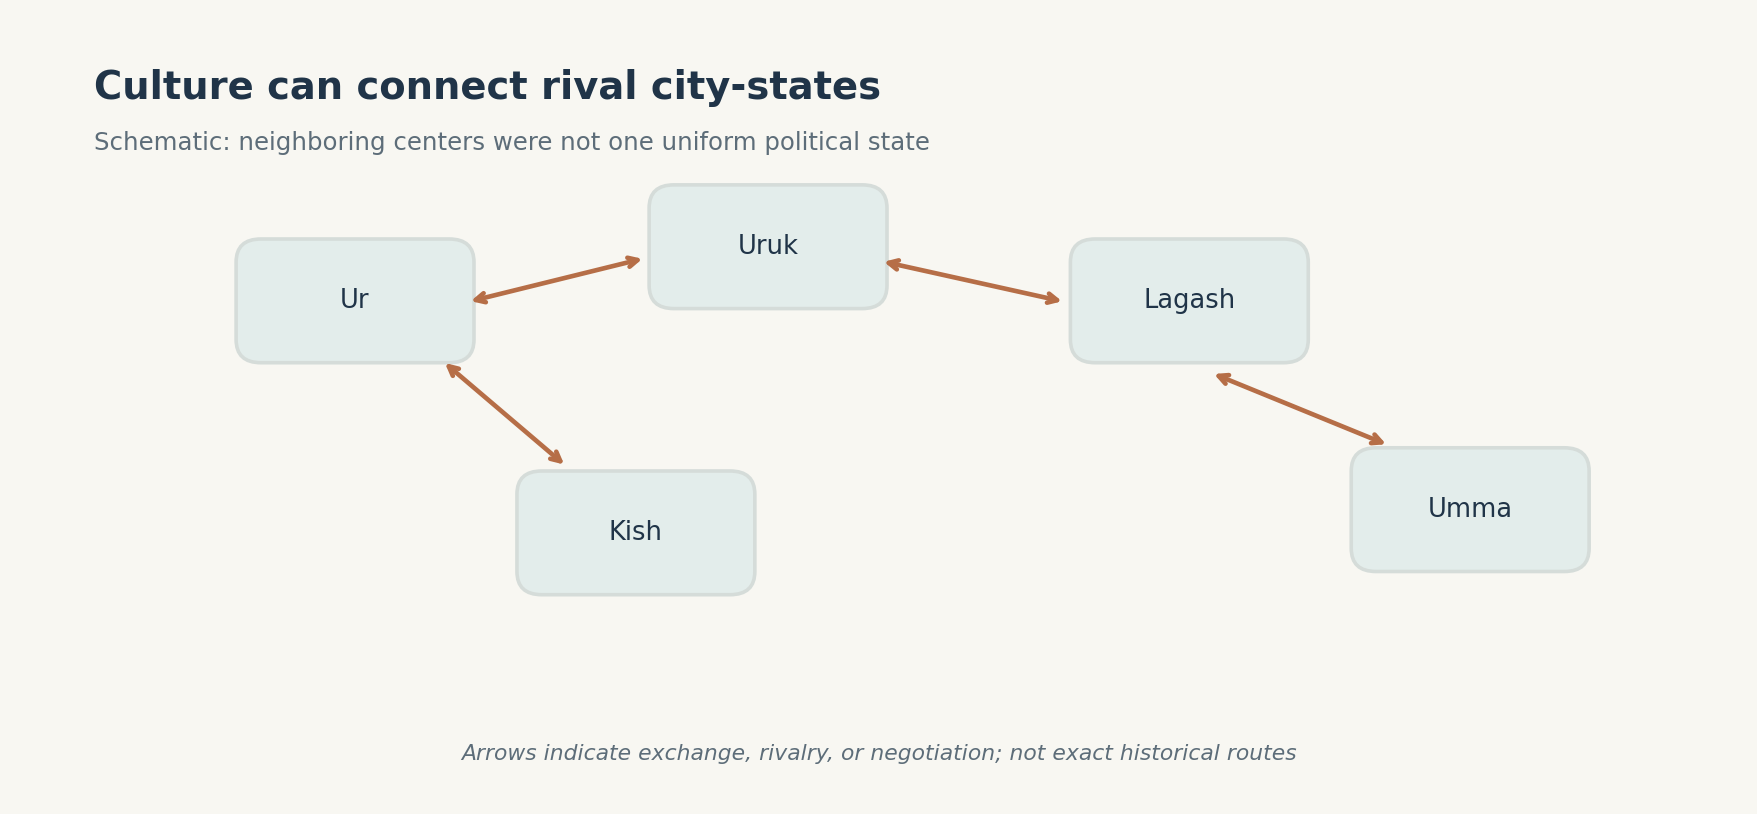 Culture can connect rival city-states
Schematic: neighboring centers were not one uniform political state
Uruk
Ur
Lagash
Kish
Umma
Arrows indicate exchange, rivalry, or negotiation; not exact historical routes